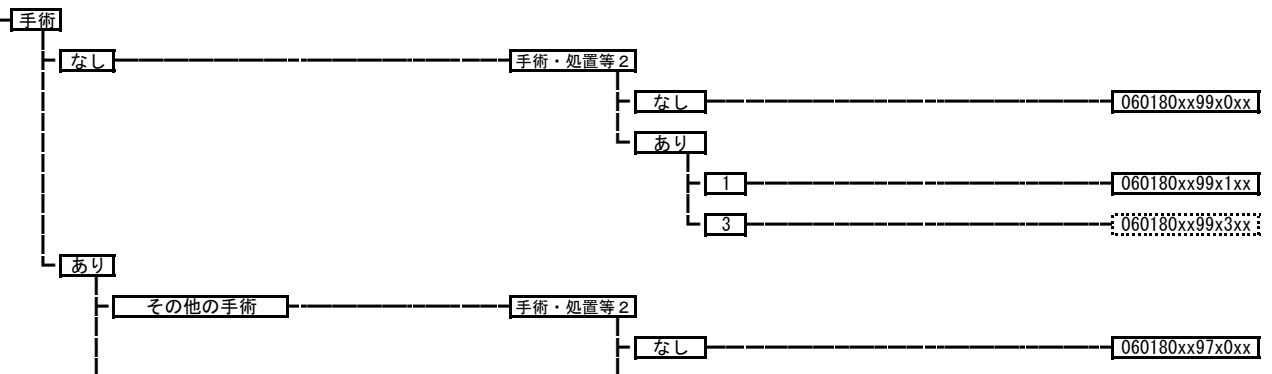 手術
なし 手術・処置等２
なし 060180xx99x0xx
あり
1 060180xx99x1xx
3 060180xx99x3xx
あり
その他の手術 手術・処置等２
なし 060180xx97x0xx